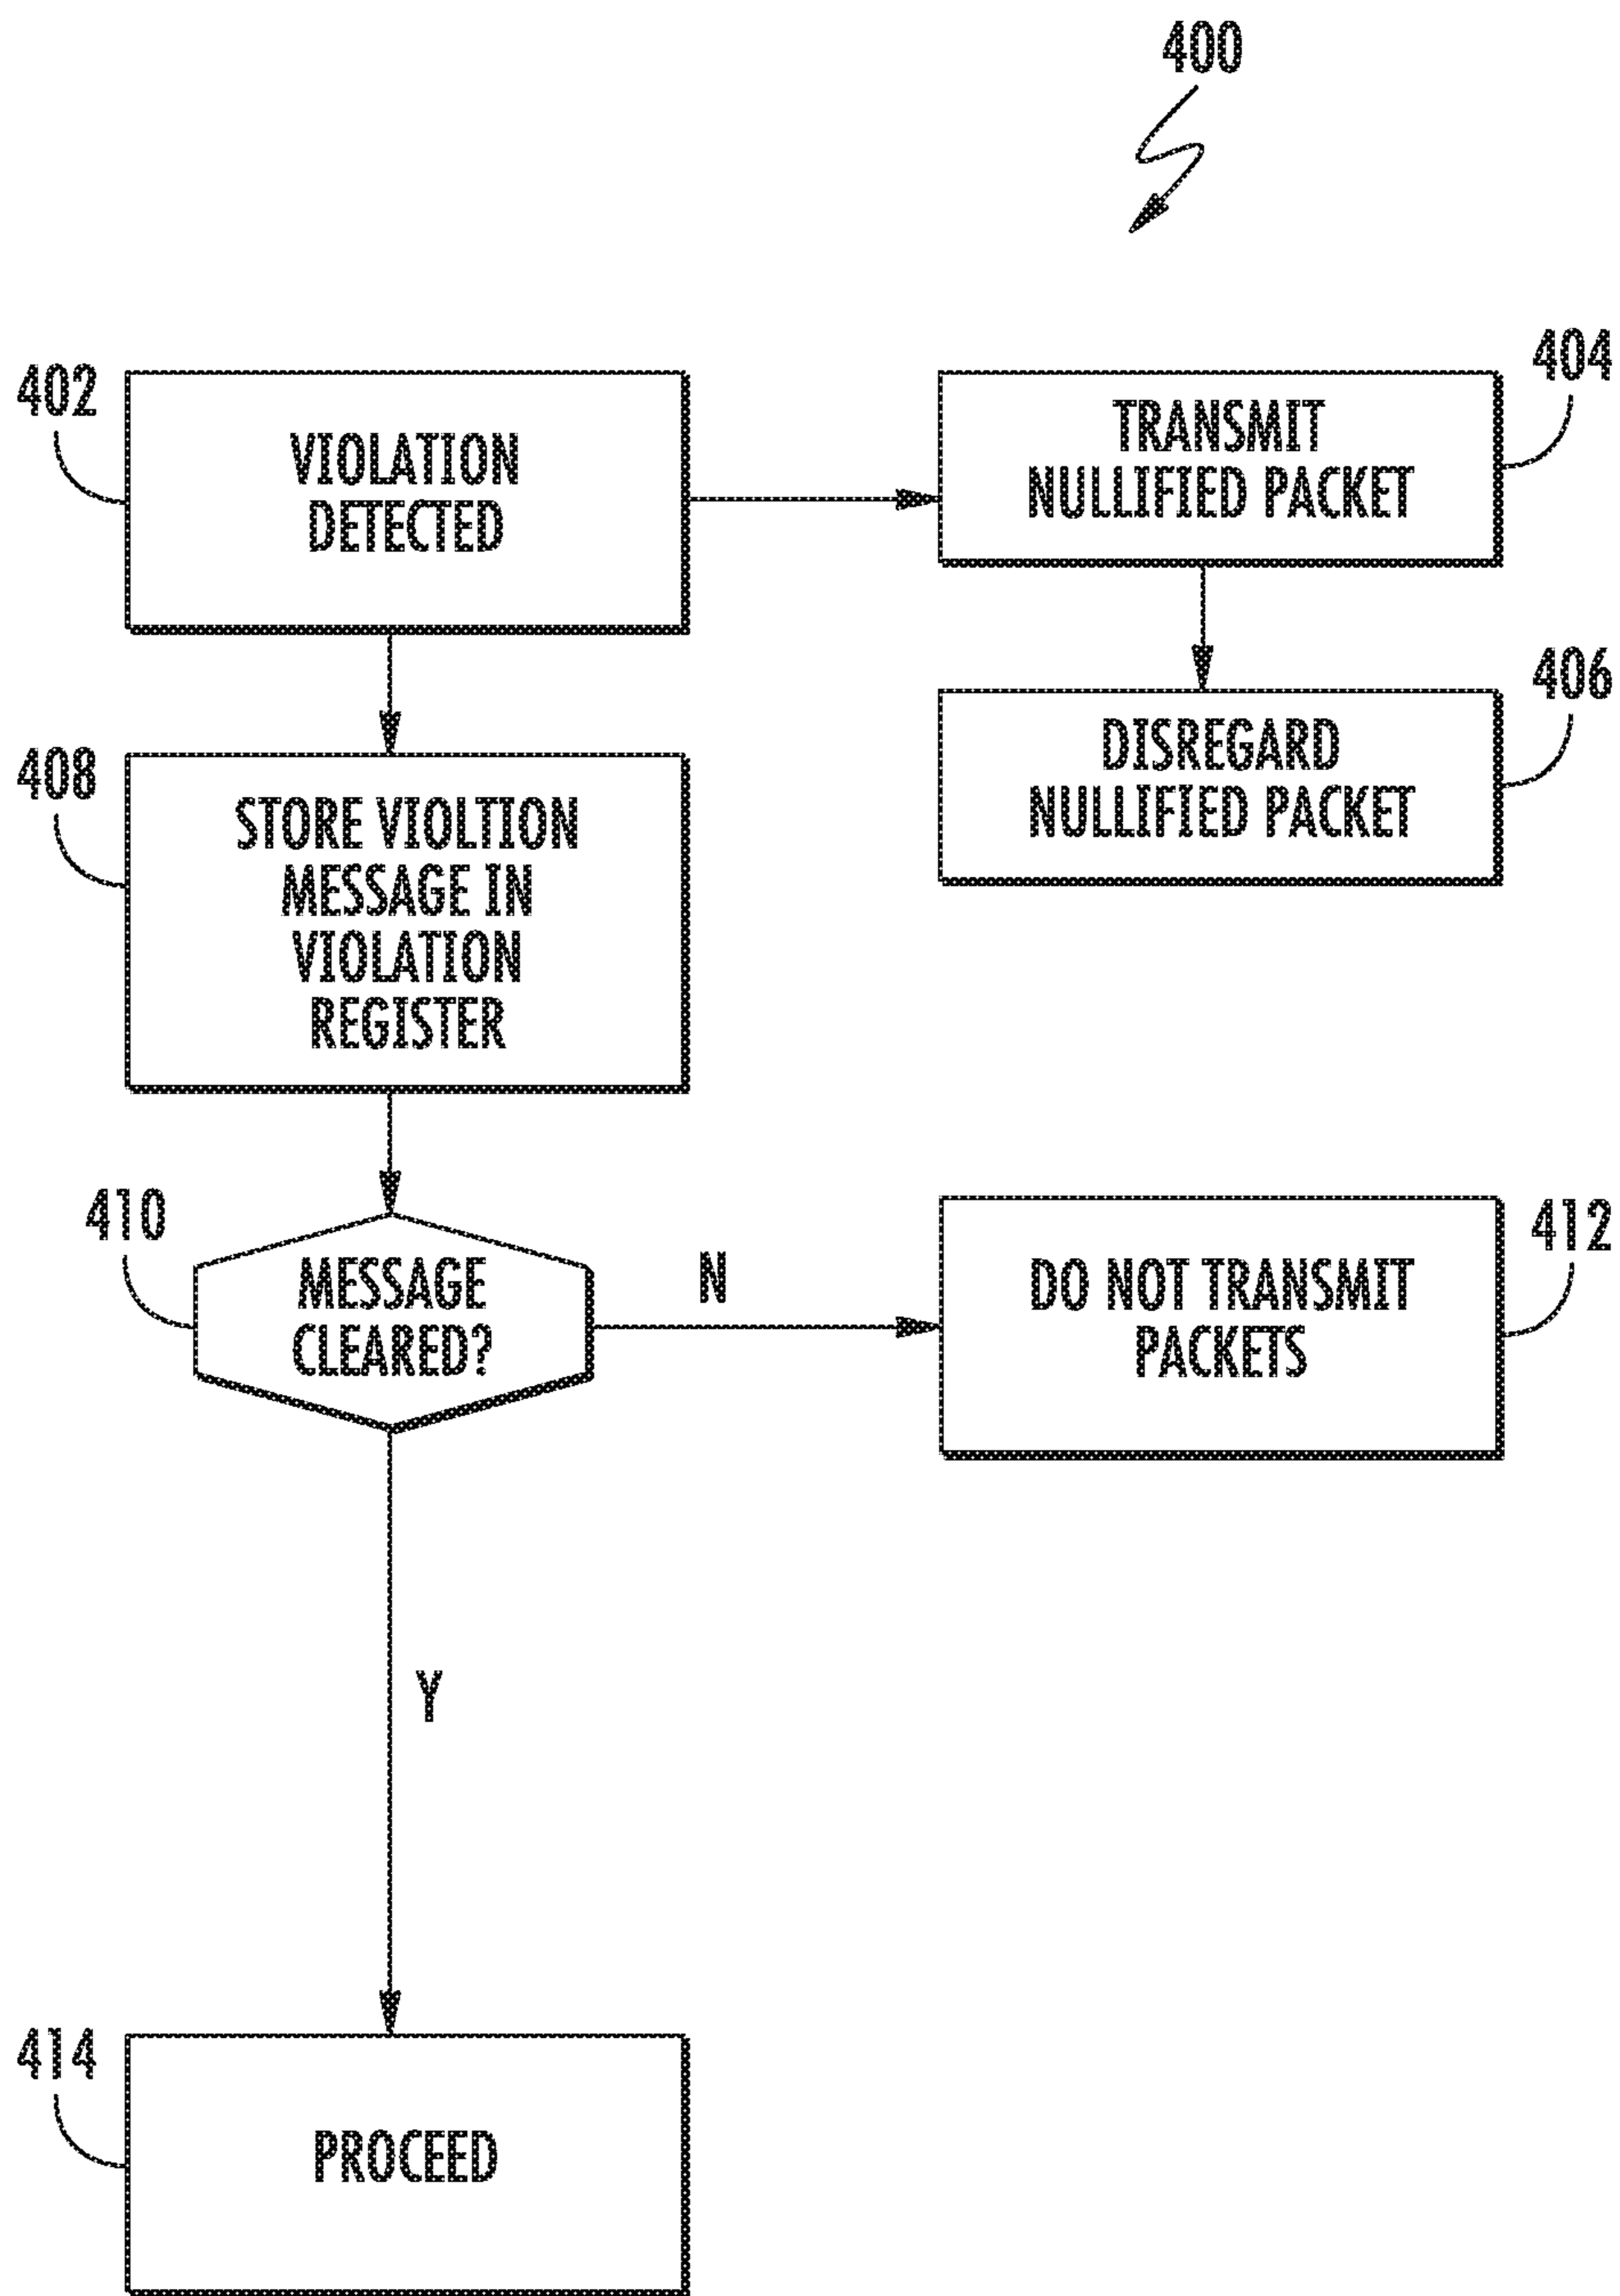 400
402
VIOLATION
DETECTED
404
TRANSMIT
NULLIFIED PACKET
406
DISREGARD
NULLIFIED PACKET
408
STORE VIOLTION
MESSAGE IN
VIOLATION
REGISTER
410
MESSAGE
CLEARED?
N
412
DO NOT TRANSMIT
PACKETS
Y
414
PROCEED